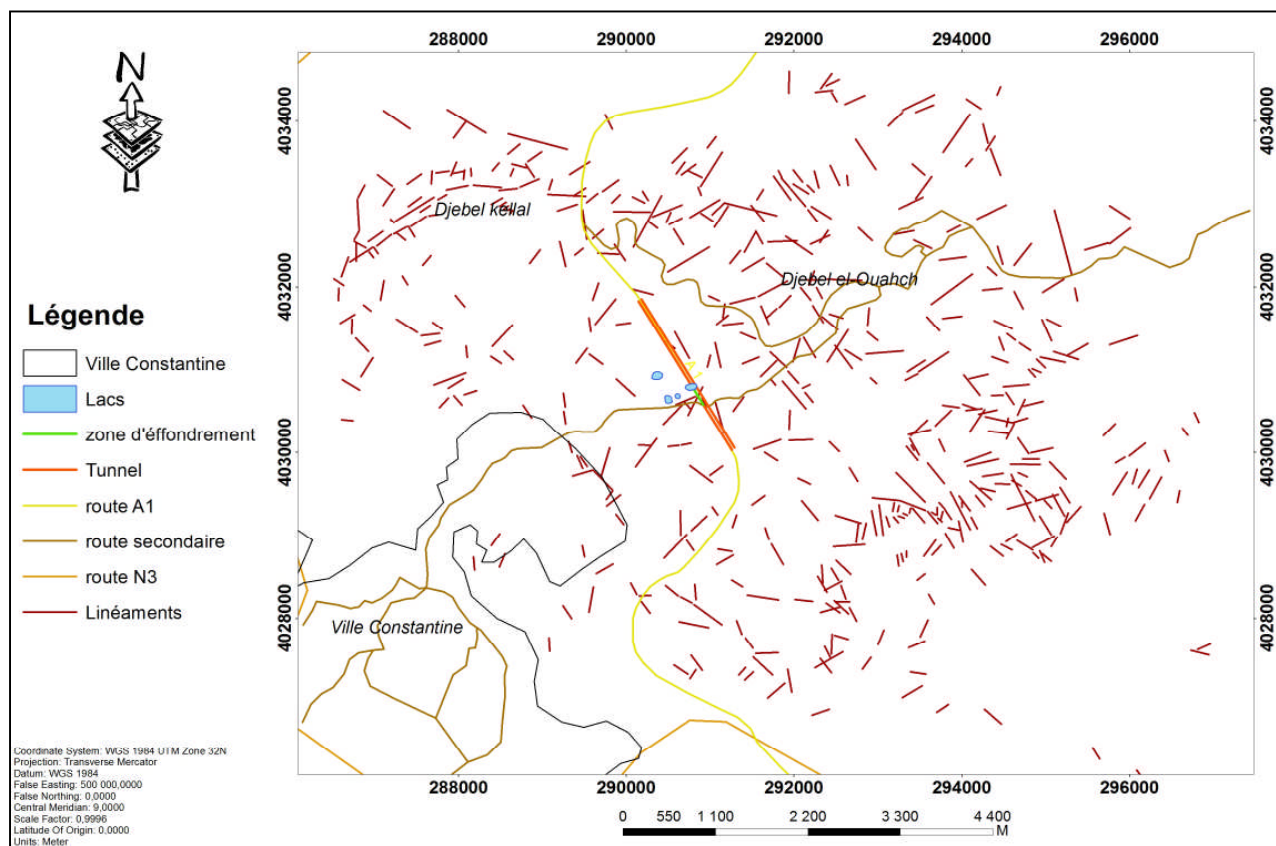 N
288000 290000 292000 294000 296000
4034000 4034000
4032000 4032000
4030000 4030000
4028000 4028000
Djebel kellal
Djebel el-Ouahch
Ville Constantine
Légende
Ville Constantine
Lacs
zone d'éffondrement
Tunnel
route A1
route secondaire
route N3
Linéaments
Coordinate System: WGS 1984 UTM Zone 32N
Projection: Transverse Mercator
Datum: WGS 1984
False Easting: 500 000,0000
False Northing: 0,0000
Central Meridian: 9,0000
Scale Factor: 0,9996
Latitude Of Origin: 0,0000
Units: Meter
288000 290000 292000 294000 296000
0 550 1 100 2 200 3 300 4 400
M